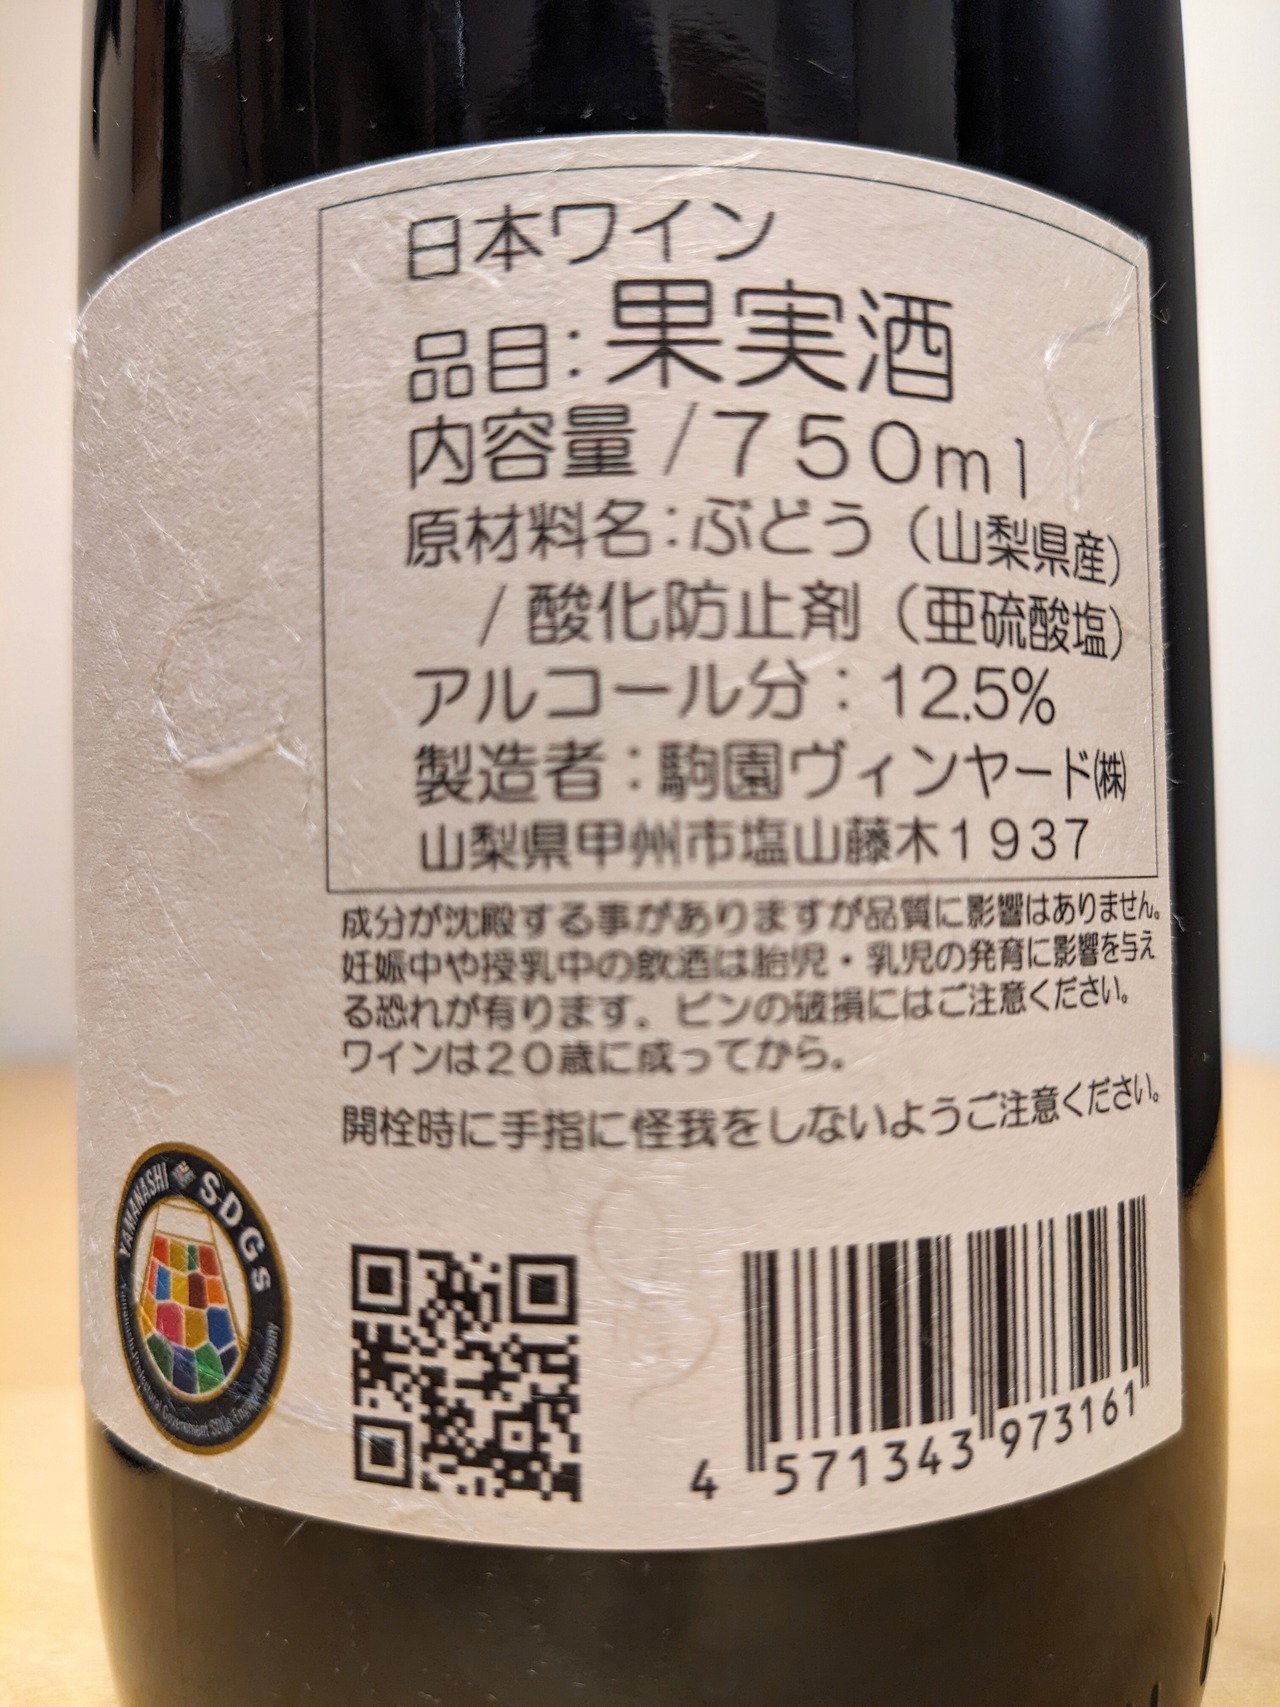 日本ワイン
品目：果実酒
内容量／７５０ｍｌ
原材料名：ぶどう（山梨県産）
／酸化防止剤（亜硫酸塩）
アルコール分：12.5%
製造者：駒園ヴィンヤード㈱
山梨県甲州市塩山藤木１９３７
成分が沈殿する事がありますが品質に影響はありません。
妊娠中や授乳中の飲酒は胎児・乳児の発育に影響を与え
る恐れが有ります．ビンの破損にはご注意ください。
ワインは２０歳に成ってから。
開栓時に手指に怪我をしないようご注意ください。
YAMANASHI SDGs
Yamanashi Prefectural Government SDGs-Engaged Company
4 571343 973161